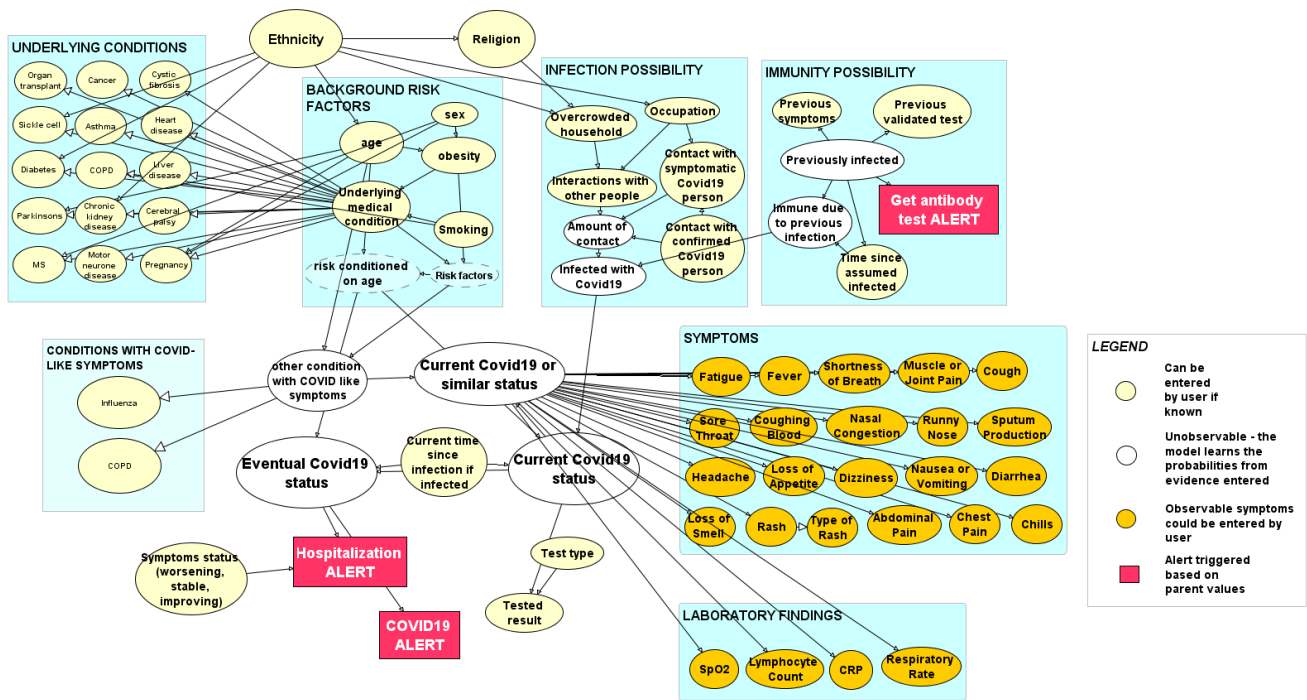 Ethnicity
Religion
UNDERLYING CONDITIONS
Organ
transplant
Cancer
Cystic
fibrosis
Sickle cell
Asthma
Heart
disease
Diabetes
COPD
Liver
disease
Parkinsons
Chronic
kidney
disease
Cerebral
palsy
MS
Motor
neurone
disease
Pregnancy
BACKGROUND RISK
FACTORS
sex
age
obesity
Underlying
medical
condition
Smoking
risk conditioned
on age
Risk factors
INFECTION POSSIBILITY
Overcrowded
household
Occupation
Contact with
symptomatic
Covid19
person
Interactions with
other people
Amount of
contact
Contact with
confirmed
Covid19
person
Infected with
Covid19
IMMUNITY POSSIBILITY
Previous
symptoms
Previous
validated test
Previously infected
Get antibody
test ALERT
Immune due
to previous
infection
Time since
assumed
infected
CONDITIONS WITH COVID-
LIKE SYMPTOMS
Influenza
COPD
other condition
with COVID like
symptoms
Current Covid19 or
similar status
Eventual Covid19
status
Current time
since
infection if
infected
Current Covid19
status
Symptoms status
(worsening,
stable,
improving)
Hospitalization
ALERT
COVID19
ALERT
Test type
Tested
result
SYMPTOMS
Fatigue
Fever
Shortness
of Breath
Muscle or
Joint Pain
Cough
Sore
Throat
Coughing
Blood
Nasal
Congestion
Runny
Nose
Sputum
Production
Headache
Loss of
Appetite
Dizziness
Nausea or
Vomiting
Diarrhea
Loss of
Smell
Rash
Type of
Rash
Abdominal
Pain
Chest
Pain
Chills
LABORATORY FINDINGS
SpO2
Lymphocyte
Count
CRP
Respiratory
Rate
LEGEND
Can be
entered
by user if
known
Unobservable - the
model learns the
probabilities from
evidence entered
Observable symptoms
could be entered by
user
Alert triggered
based on
parent values